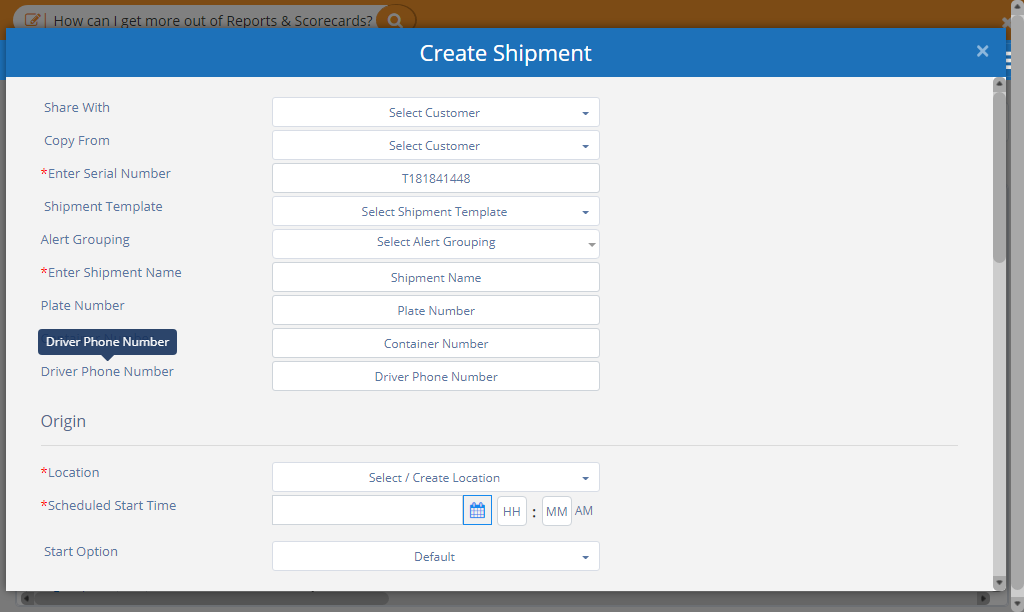 How can I get more out of Reports & Scorecards?
Create Shipment ×
Share With Select Customer
Copy From Select Customer
*Enter Serial Number T181841448
Shipment Template Select Shipment Template
Alert Grouping Select Alert Grouping
*Enter Shipment Name Shipment Name
Plate Number Plate Number
Driver Phone Number Container Number
Driver Phone Number Driver Phone Number
Origin
*Location Select / Create Location
*Scheduled Start Time HH : MM AM
Start Option Default